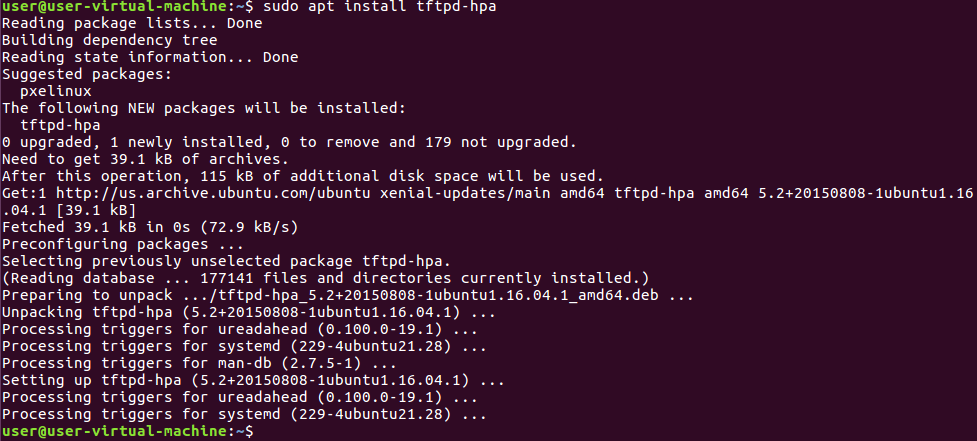 user@user-virtual-machine:~$ sudo apt install tftpd-hpa
Reading package lists... Done
Building dependency tree
Reading state information... Done
Suggested packages:
  pxelinux
The following NEW packages will be installed:
  tftpd-hpa
0 upgraded, 1 newly installed, 0 to remove and 179 not upgraded.
Need to get 39.1 kB of archives.
After this operation, 115 kB of additional disk space will be used.
Get:1 http://us.archive.ubuntu.com/ubuntu xenial-updates/main amd64 tftpd-hpa amd64 5.2+20150808-1ubuntu1.16
.04.1 [39.1 kB]
Fetched 39.1 kB in 0s (72.9 kB/s)
Preconfiguring packages ...
Selecting previously unselected package tftpd-hpa.
(Reading database ... 177141 files and directories currently installed.)
Preparing to unpack .../tftpd-hpa_5.2+20150808-1ubuntu1.16.04.1_amd64.deb ...
Unpacking tftpd-hpa (5.2+20150808-1ubuntu1.16.04.1) ...
Processing triggers for ureadahead (0.100.0-19.1) ...
Processing triggers for systemd (229-4ubuntu21.28) ...
Processing triggers for man-db (2.7.5-1) ...
Setting up tftpd-hpa (5.2+20150808-1ubuntu1.16.04.1) ...
Processing triggers for ureadahead (0.100.0-19.1) ...
Processing triggers for systemd (229-4ubuntu21.28) ...
user@user-virtual-machine:~$